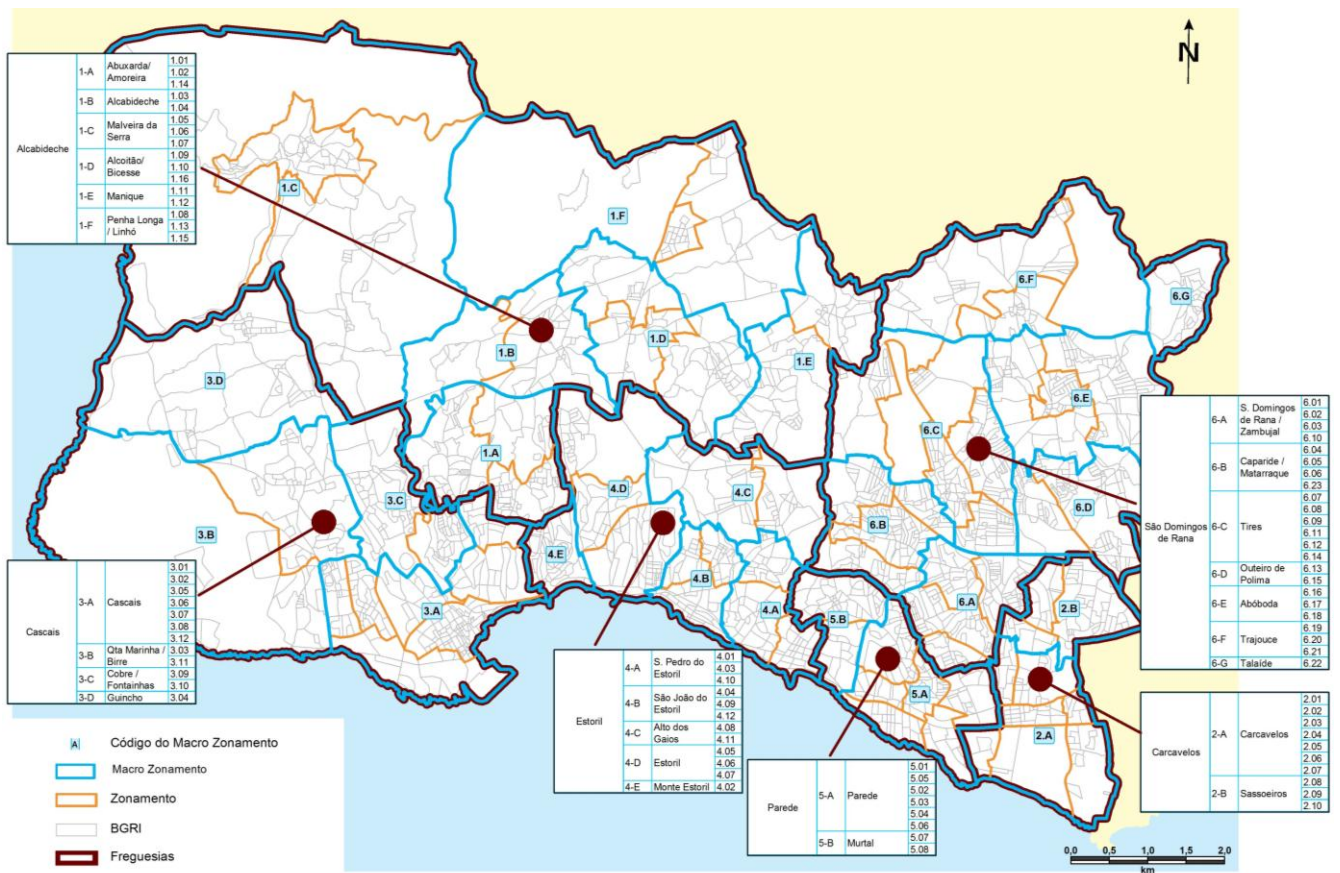 N
Alcabideche
1-A Abuxarda/ Amoreira 1.01 1.02 1.14
1-B Alcabideche 1.03 1.04
1-C Malveira da Serra 1.05 1.06 1.07
1-D Alcoitão/ Bicesse 1.09 1.10 1.16
1-E Manique 1.11 1.12
1-F Penha Longa / Linhó 1.08 1.13 1.15
1.C
1.F
6.F
6.G
1.B
1.D
1.E
3.D
6.E
6.C
1.A
4.D
4.C
3.C
6.B
6.D
3.B
4.E
4.B
3.A
4.A
5.B
6.A
2.B
5.A
2.A
São Domingos de Rana
6-A S. Domingos de Rana / Zambujal 6.01 6.02 6.03 6.10
6-B Caparide / Matarraque 6.04 6.05 6.06 6.23
6-C Tires 6.07 6.08 6.09 6.11 6.12 6.14
6-D Outeiro de Polima 6.13 6.15
6-E Abóboda 6.16 6.17 6.18
6-F Trajouce 6.19 6.20 6.21
6-G Talaíde 6.22
Cascais
3-A Cascais 3.01 3.02 3.05 3.06 3.07 3.08 3.12
3-B Qta Marinha / Birre 3.03 3.11
3-C Cobre / Fontainhas 3.09 3.10
3-D Guincho 3.04
Estoril
4-A S. Pedro do Estoril 4.01 4.03 4.10
4-B São João do Estoril 4.04 4.09 4.12
4-C Alto dos Gaios 4.08 4.11
4-D Estoril 4.05 4.06 4.07
4-E Monte Estoril 4.02
Carcavelos
2-A Carcavelos 2.01 2.02 2.03 2.04 2.05 2.06 2.07
2-B Sassoeiros 2.08 2.09 2.10
Parede
5-A Parede 5.01 5.05 5.02 5.03 5.04 5.06
5-B Murtal 5.07 5.08
A Código do Macro Zonamento
Macro Zonamento
Zonamento
BGRI
Freguesias
0,0 0,5 1,0 1,5 2,0
km